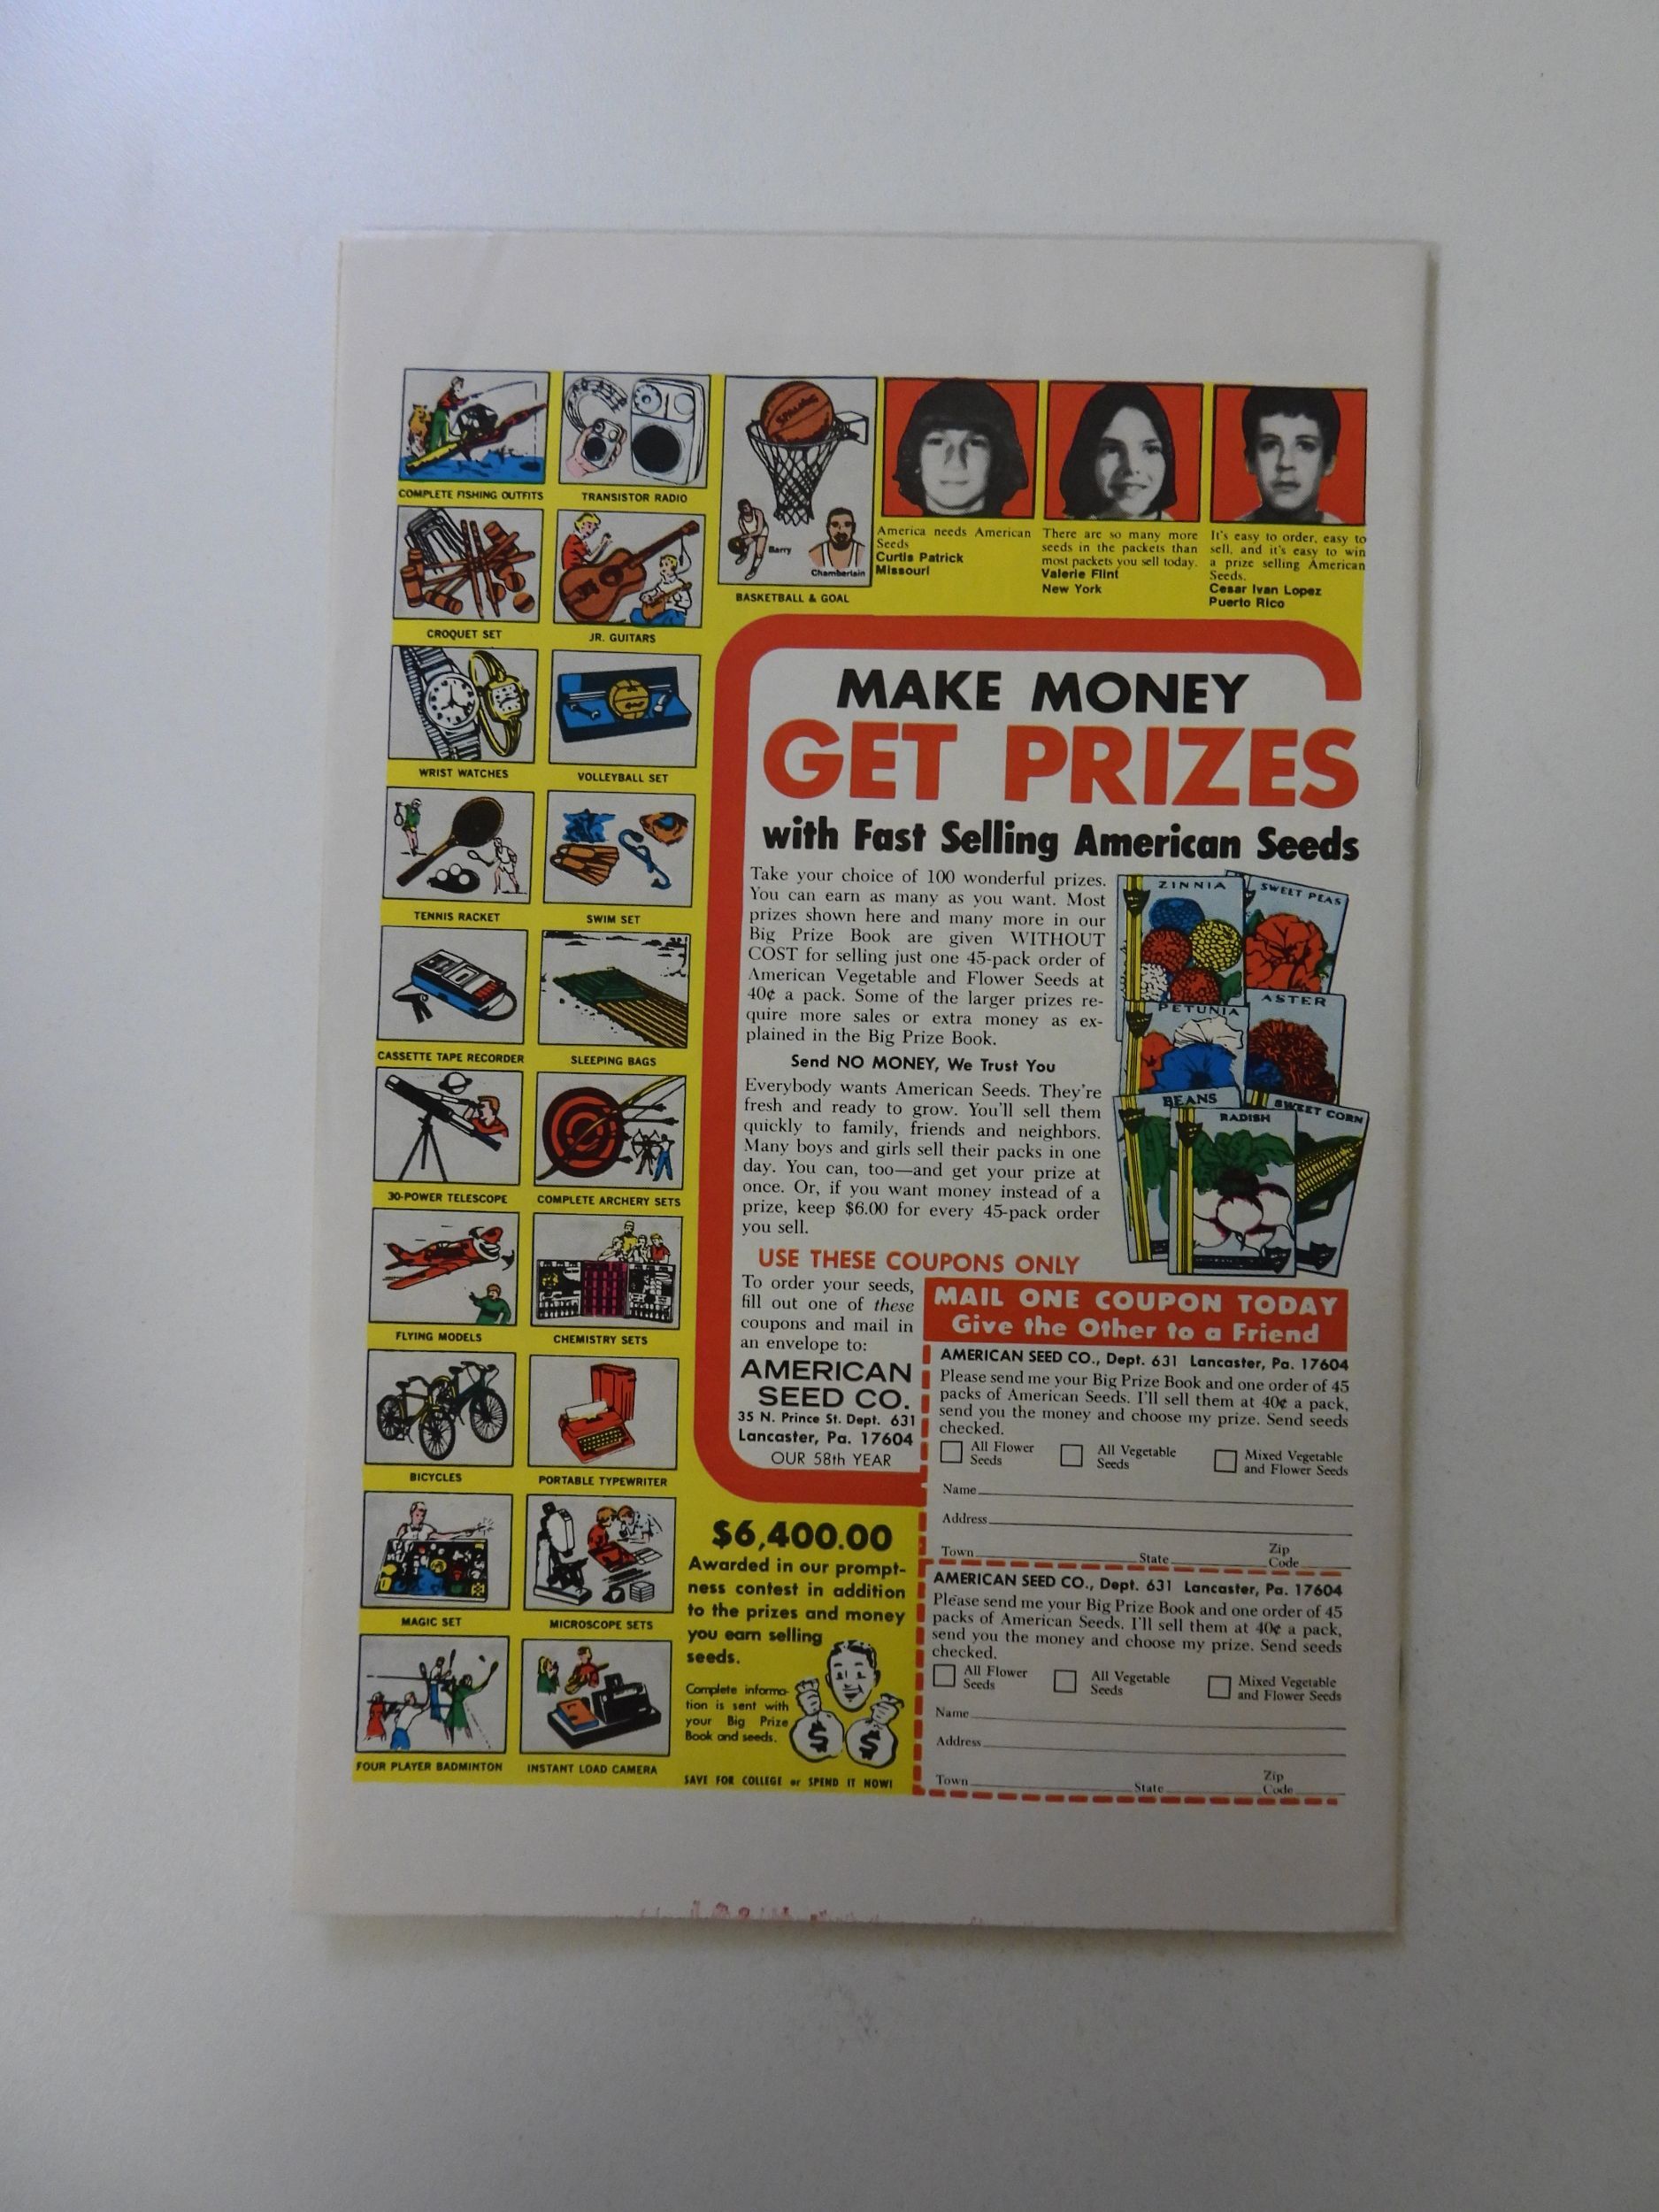 COMPLETE FISHING OUTFITS
TRANSISTOR RADIO
CROQUET SET
JR. GUITARS
WRIST WATCHES
VOLLEYBALL SET
TENNIS RACKET
SWIM SET
CASSETTE TAPE RECORDER
SLEEPING BAGS
30-POWER TELESCOPE
COMPLETE ARCHERY SETS
FLYING MODELS
CHEMISTRY SETS
BICYCLES
PORTABLE TYPEWRITER
MAGIC SET
MICROSCOPE SETS
FOUR PLAYER BADMINTON
INSTANT LOAD CAMERA
SPALDING
Barry
Chamberlain
BASKETBALL & GOAL
America needs American
Seeds
Curtis Patrick
Missouri
There are so many more
seeds in the packets than
most packets you sell today.
Valerie Flint
New York
It's easy to order, easy to
sell, and it's easy to win
a prize selling American
Seeds.
Cesar Ivan Lopez
Puerto Rico
MAKE MONEY
GET PRIZES
with Fast Selling American Seeds
Take your choice of 100 wonderful prizes.
You can earn as many as you want. Most
prizes shown here and many more in our
Big Prize Book are given WITHOUT
COST for selling just one 45-pack order of
American Vegetable and Flower Seeds at
40¢ a pack. Some of the larger prizes re-
quire more sales or extra money as ex-
plained in the Big Prize Book.
Send NO MONEY, We Trust You
Everybody wants American Seeds. They're
fresh and ready to grow. You'll sell them
quickly to family, friends and neighbors.
Many boys and girls sell their packs in one
day. You can, too—and get your prize at
once. Or, if you want money instead of a
prize, keep $6.00 for every 45-pack order
you sell.
ZINNIA
SWEET PEAS
PETUNIA
ASTER
BEANS
RADISH
SWEET CORN
USE THESE COUPONS ONLY
To order your seeds,
fill out one of these
coupons and mail in
an envelope to:
AMERICAN
SEED CO.
35 N. Prince St. Dept. 631
Lancaster, Pa. 17604
OUR 58th YEAR
MAIL ONE COUPON TODAY
Give the Other to a Friend
AMERICAN SEED CO., Dept. 631 Lancaster, Pa. 17604
Please send me your Big Prize Book and one order of 45
packs of American Seeds. I'll sell them at 40¢ a pack,
send you the money and choose my prize. Send seeds
checked.
All Flower
Seeds
All Vegetable
Seeds
Mixed Vegetable
and Flower Seeds
Name
Address
Town State Zip
Code
AMERICAN SEED CO., Dept. 631 Lancaster, Pa. 17604
Please send me your Big Prize Book and one order of 45
packs of American Seeds. I'll sell them at 40¢ a pack,
send you the money and choose my prize. Send seeds
checked.
All Flower
Seeds
All Vegetable
Seeds
Mixed Vegetable
and Flower Seeds
Name
Address
Town State Zip
Code
$6,400.00
Awarded in our prompt-
ness contest in addition
to the prizes and money
you earn selling
seeds.
Complete informa-
tion is sent with
your Big Prize
Book and seeds.
$ $
SAVE FOR COLLEGE or SPEND IT NOW!